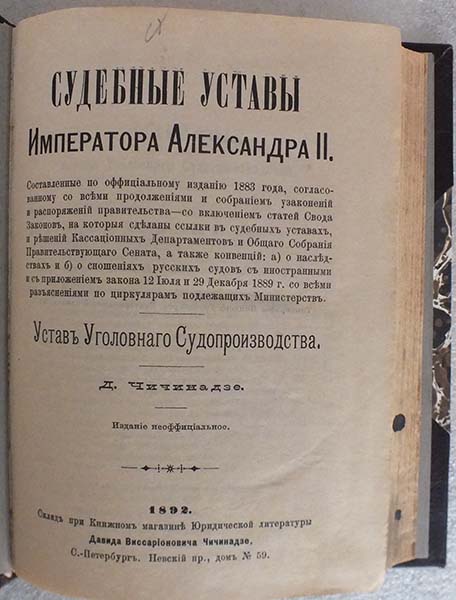 СУДЕБНЫЕ УСТАВЫ
ИМПЕРАТОРА АЛЕКСАНДРА II.
Составленные по оффиціальному изданію 1883 года, согласо-
ванному со всѣми продолженіями и собраніемъ узаконеній
и распоряженій правительства—со включеніемъ статей Свода
Законовъ, на которыя сдѣланы ссылки въ судебныхъ уставахъ,
и рѣшеній Кассаціонныхъ Департаментовъ и Общаго Собранія
Правительствующаго Сената, а также конвенцій: а) о наслѣд-
ствахъ и б) о сношеніяхъ русскихъ судовъ съ иностранными
и съ приложеніемъ закона 12 Іюля и 29 Декабря 1889 г. со всѣми
разъясненіями по циркулярамъ подлежащихъ Министерствъ.
Уставъ Уголовнаго Судопроизводства.
Д. Чичинадзе.
Изданіе неоффиціальное.
1892.
Складъ при Книжномъ магазинѣ Юридической литературы
Давида Виссаріоновича Чичинадзе.
С.-Петербургъ. Невскій пр., домъ № 59.